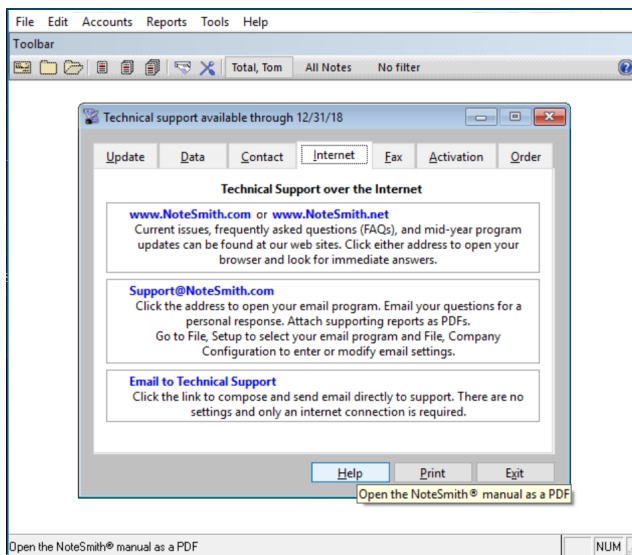 File Edit Accounts Reports Tools Help
Toolbar
Total, Tom All Notes No filter
Technical support available through 12/31/18
Update Data Contact Internet Fax Activation Order
Technical Support over the Internet
www.NoteSmith.com or www.NoteSmith.net
Current issues, frequently asked questions (FAQs), and mid-year program
updates can be found at our web sites. Click either address to open your
browser and look for immediate answers.
Support@NoteSmith.com
Click the address to open your email program. Email your questions for a
personal response. Attach supporting reports as PDFs.
Go to File, Setup to select your email program and File, Company
Configuration to enter or modify email settings.
Email to Technical Support
Click the link to compose and send email directly to support. There are no
settings and only an internet connection is required.
Help Print Exit
Open the NoteSmith® manual as a PDF
Open the NoteSmith® manual as a PDF NUM